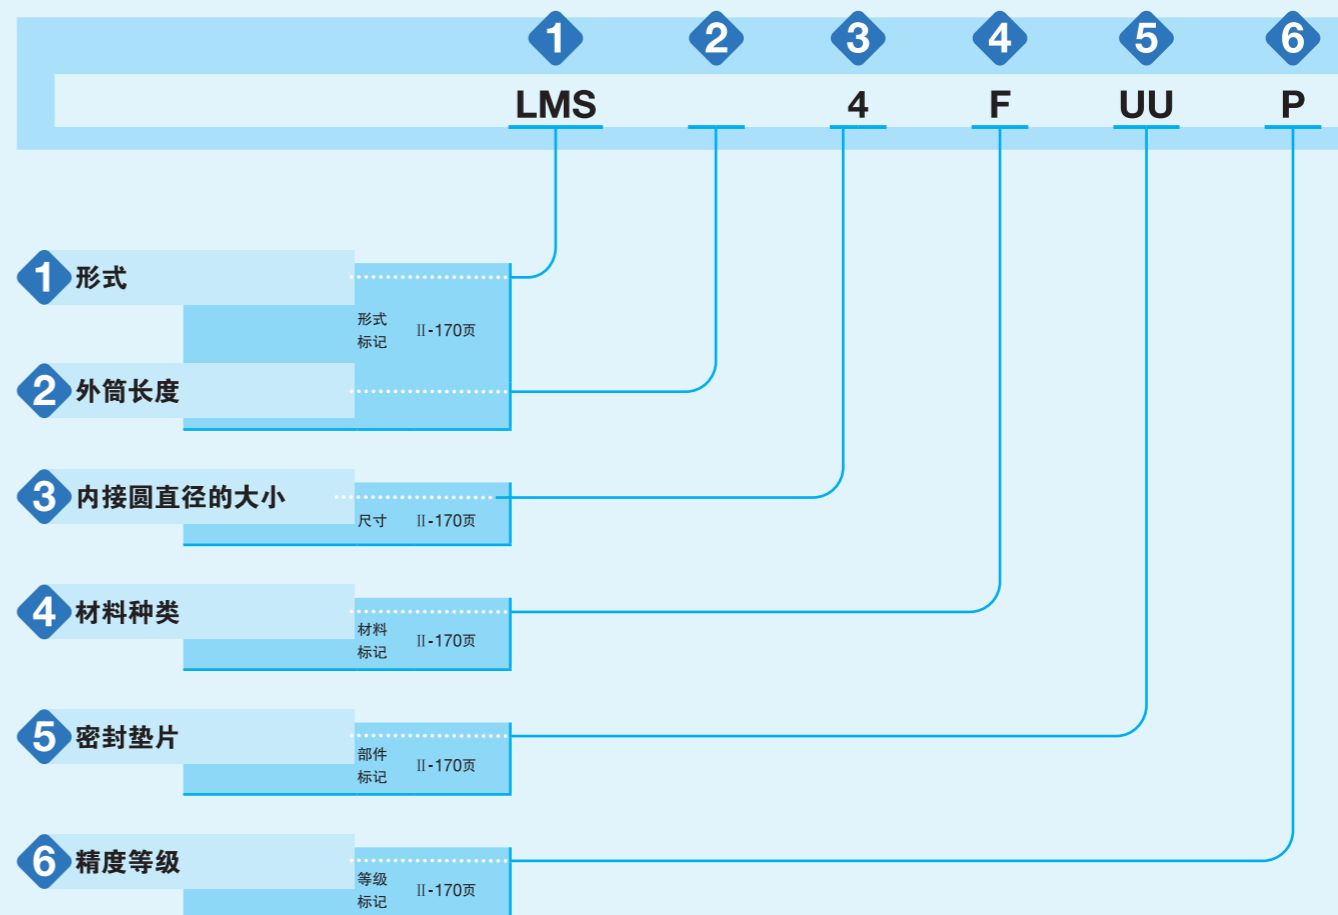 1 2 3 4 5 6
LMS 4 F UU P
1 形式
形式
标记 Ⅱ-170页
2 外筒长度
3 内接圆直径的大小
尺寸 Ⅱ-170页
4 材料种类
材料
标记 Ⅱ-170页
5 密封垫片
部件
标记 Ⅱ-170页
6 精度等级
等级
标记 Ⅱ-170页